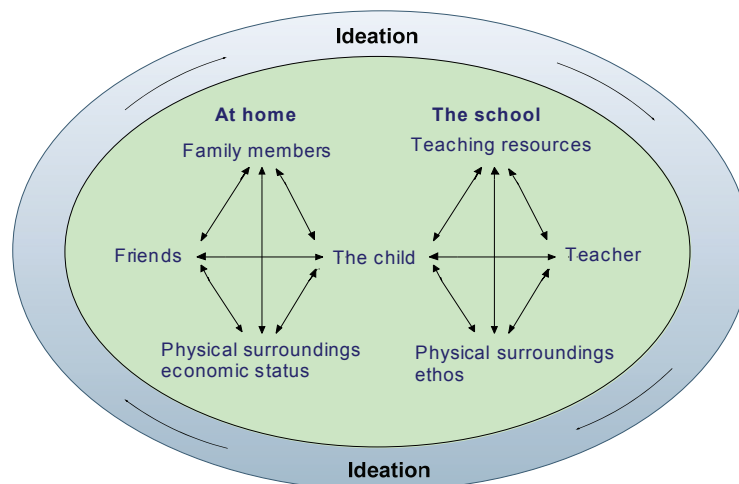 Ideation
At home
The school
Family members
Teaching resources
Friends
The child
Teacher
Physical surroundings
economic status
Physical surroundings
ethos
Ideation